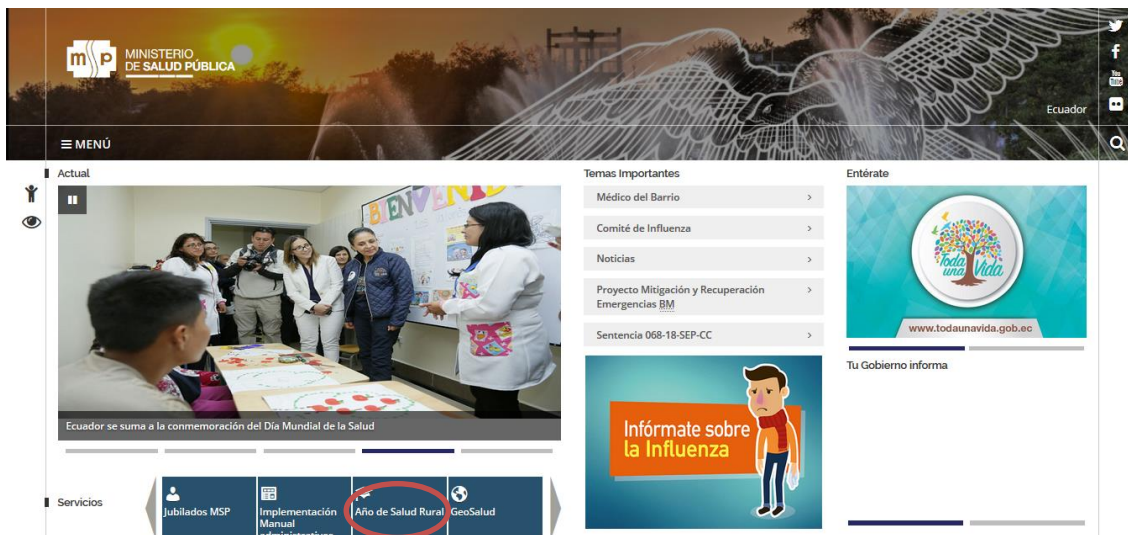 MINISTERIO
DE SALUD PÚBLICA
Ecuador
MENÚ
Actual
BIENVENID
Ecuador se suma a la conmemoración del Día Mundial de la Salud
Servicios
Jubilados MSP
Implementación
Manual
Año de Salud Rural
GeoSalud
Temas Importantes
Médico del Barrio
Comité de Influenza
Noticias
Proyecto Mitigación y Recuperación
Emergencias BM
Sentencia 068-18-SEP-CC
Infórmate sobre
la Influenza
Entérate
Toda
una Vida
www.todaunavida.gob.ec
Tu Gobierno informa